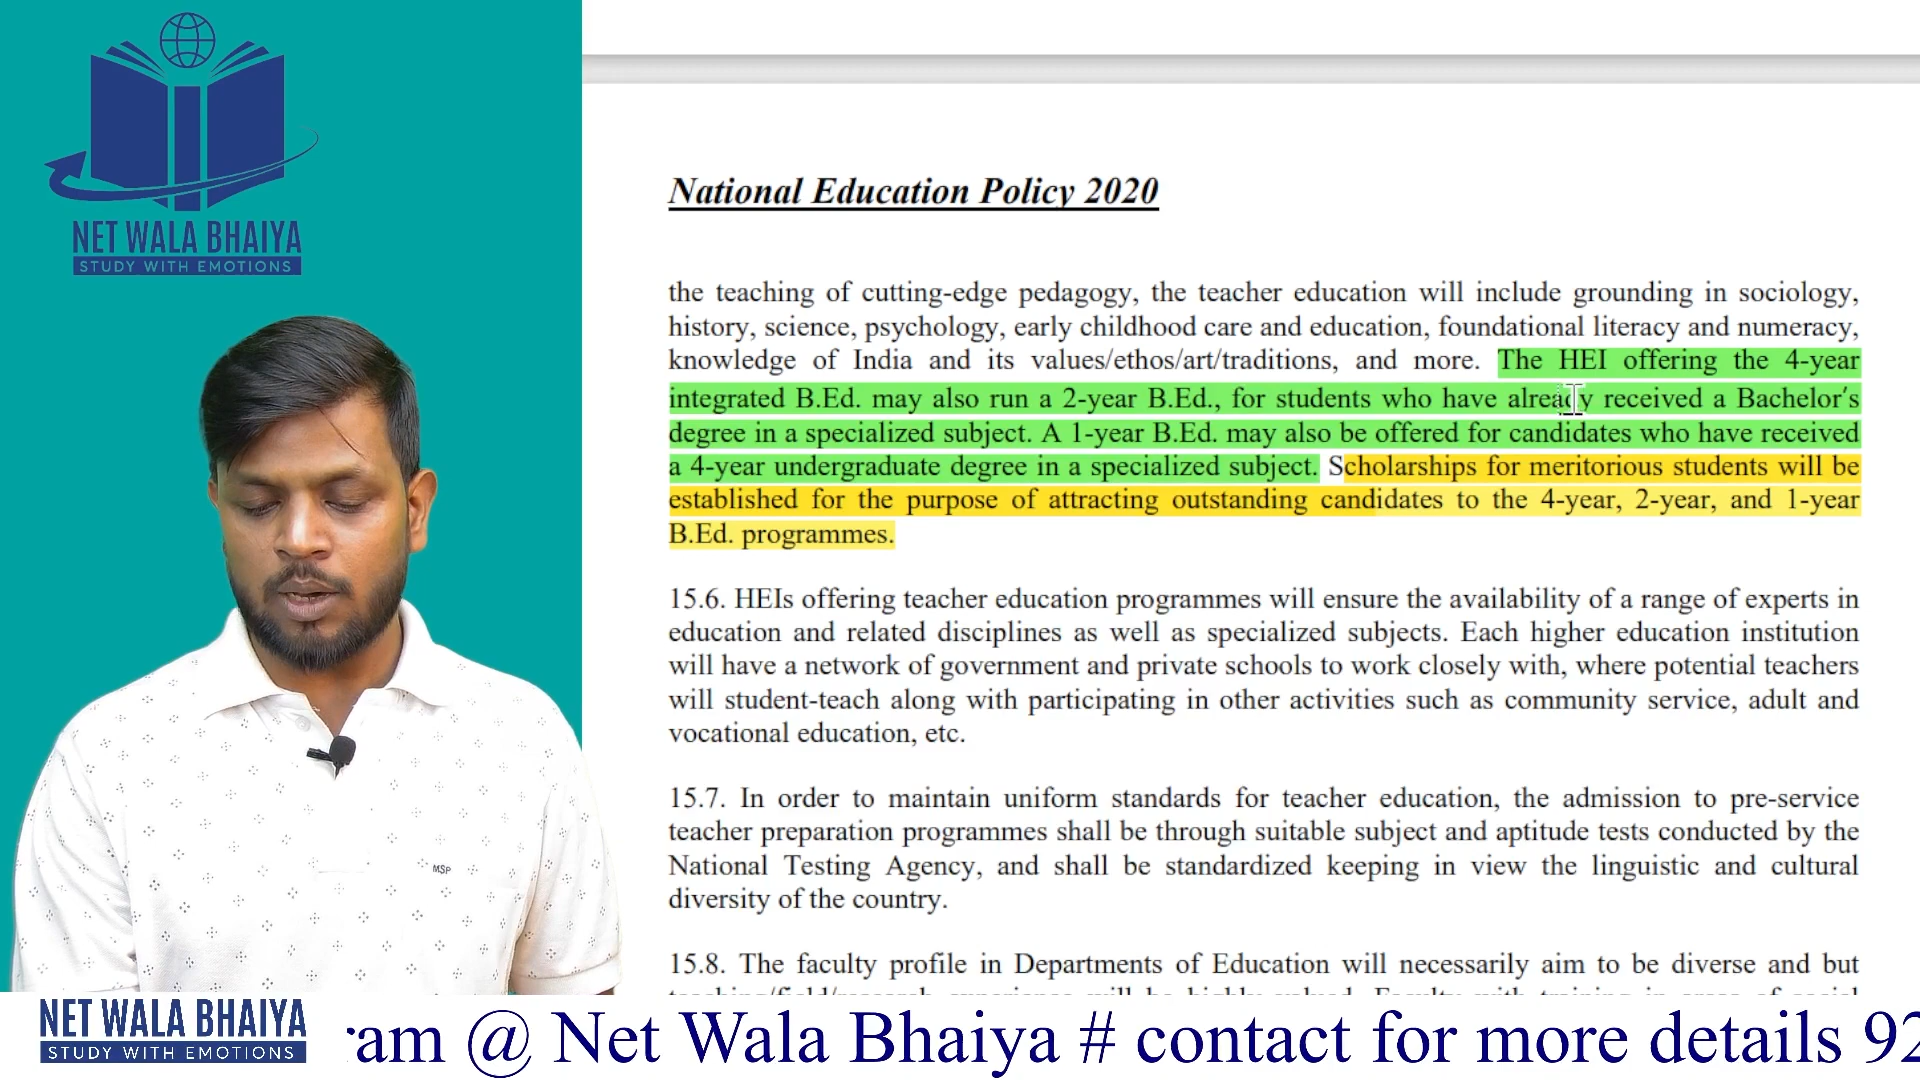 NET WALA BHAIYA
STUDY WITH EMOTIONS
National Education Policy 2020
the teaching of cutting-edge pedagogy, the teacher education will include grounding in sociology,
history, science, psychology, early childhood care and education, foundational literacy and numeracy,
knowledge of India and its values/ethos/art/traditions, and more. The HEI offering the 4-year
integrated B.Ed. may also run a 2-year B.Ed., for students who have already received a Bachelor's
degree in a specialized subject. A 1-year B.Ed. may also be offered for candidates who have received
a 4-year undergraduate degree in a specialized subject. Scholarships for meritorious students will be
established for the purpose of attracting outstanding candidates to the 4-year, 2-year, and 1-year
B.Ed. programmes.
15.6. HEIs offering teacher education programmes will ensure the availability of a range of experts in
education and related disciplines as well as specialized subjects. Each higher education institution
will have a network of government and private schools to work closely with, where potential teachers
will student-teach along with participating in other activities such as community service, adult and
vocational education, etc.
15.7. In order to maintain uniform standards for teacher education, the admission to pre-service
teacher preparation programmes shall be through suitable subject and aptitude tests conducted by the
National Testing Agency, and shall be standardized keeping in view the linguistic and cultural
diversity of the country.
15.8. The faculty profile in Departments of Education will necessarily aim to be diverse and but
MSP
NET WALA BHAIYA
STUDY WITH EMOTIONS
am @ Net Wala Bhaiya # contact for more details 92